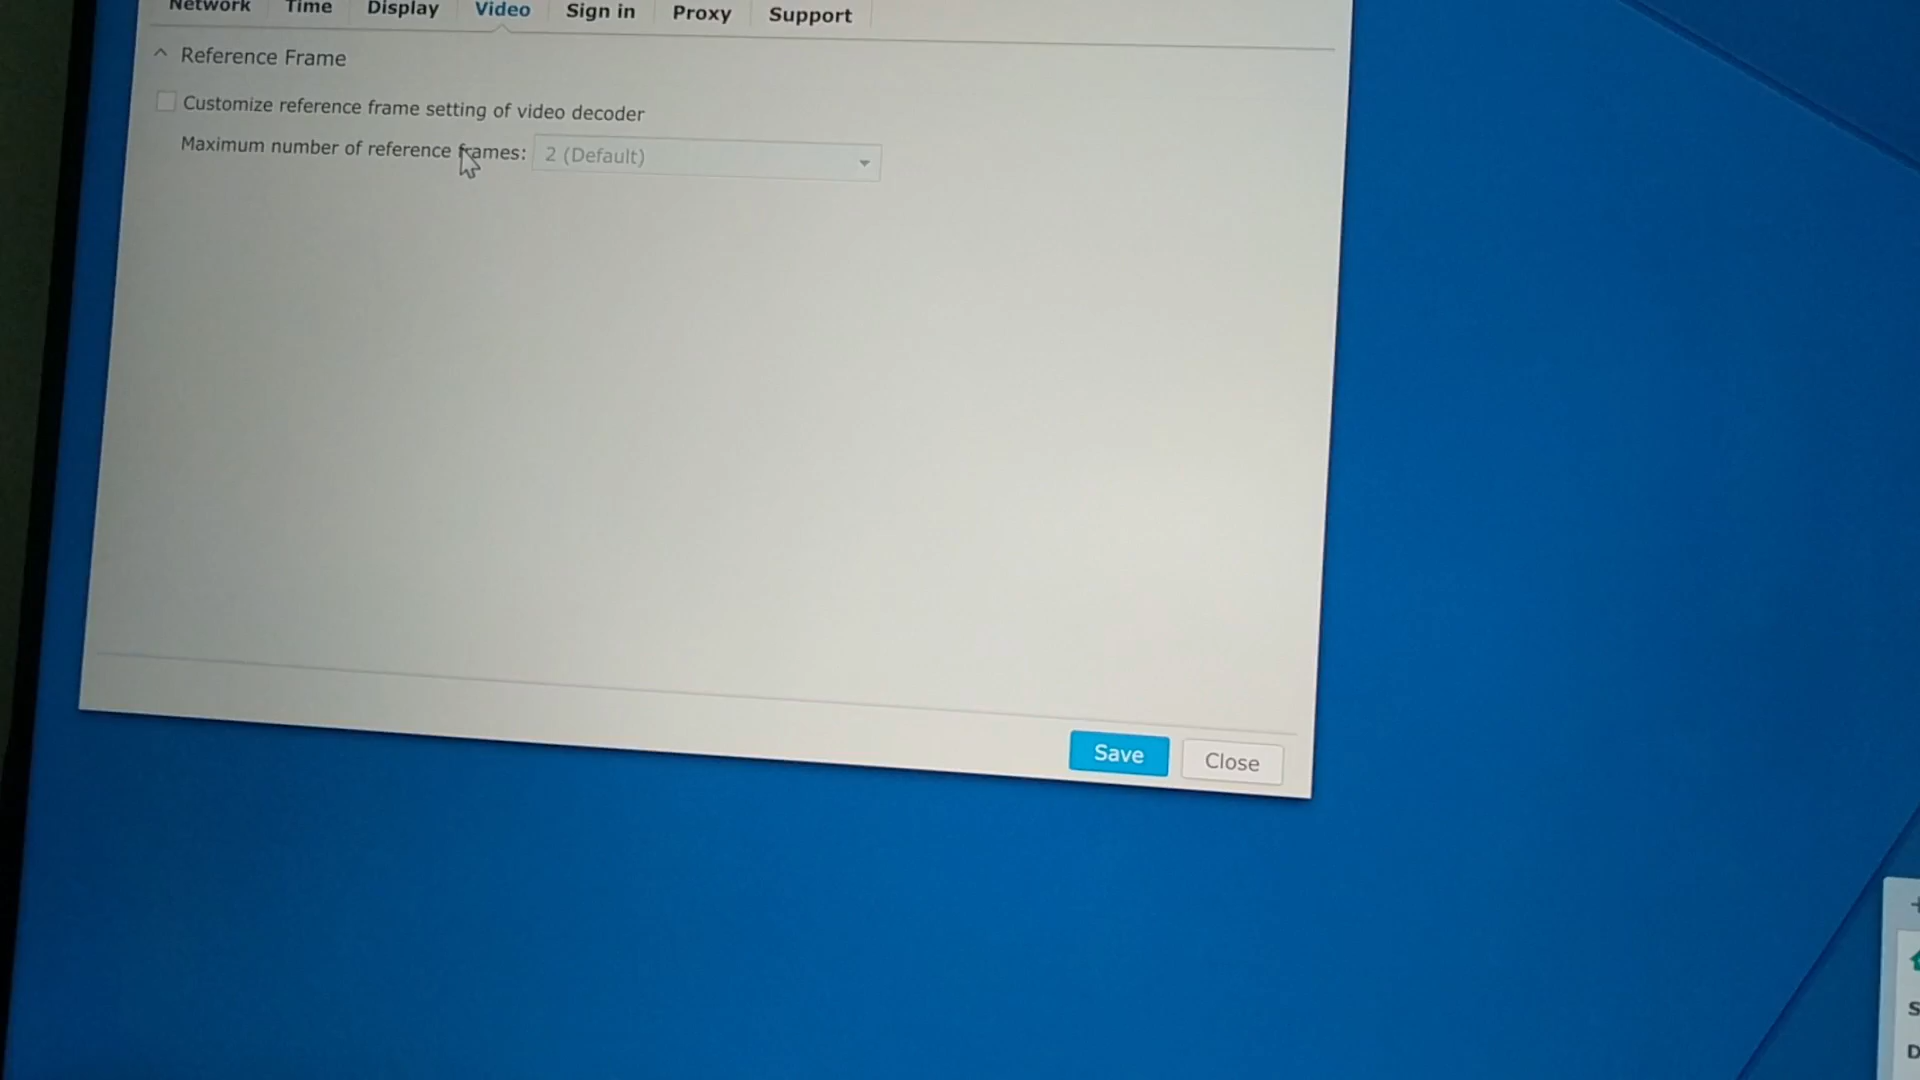 Network Time Display Video Sign in Proxy Support
Reference Frame
Customize reference frame setting of video decoder
Maximum number of reference frames: 2 (Default)
Save Close